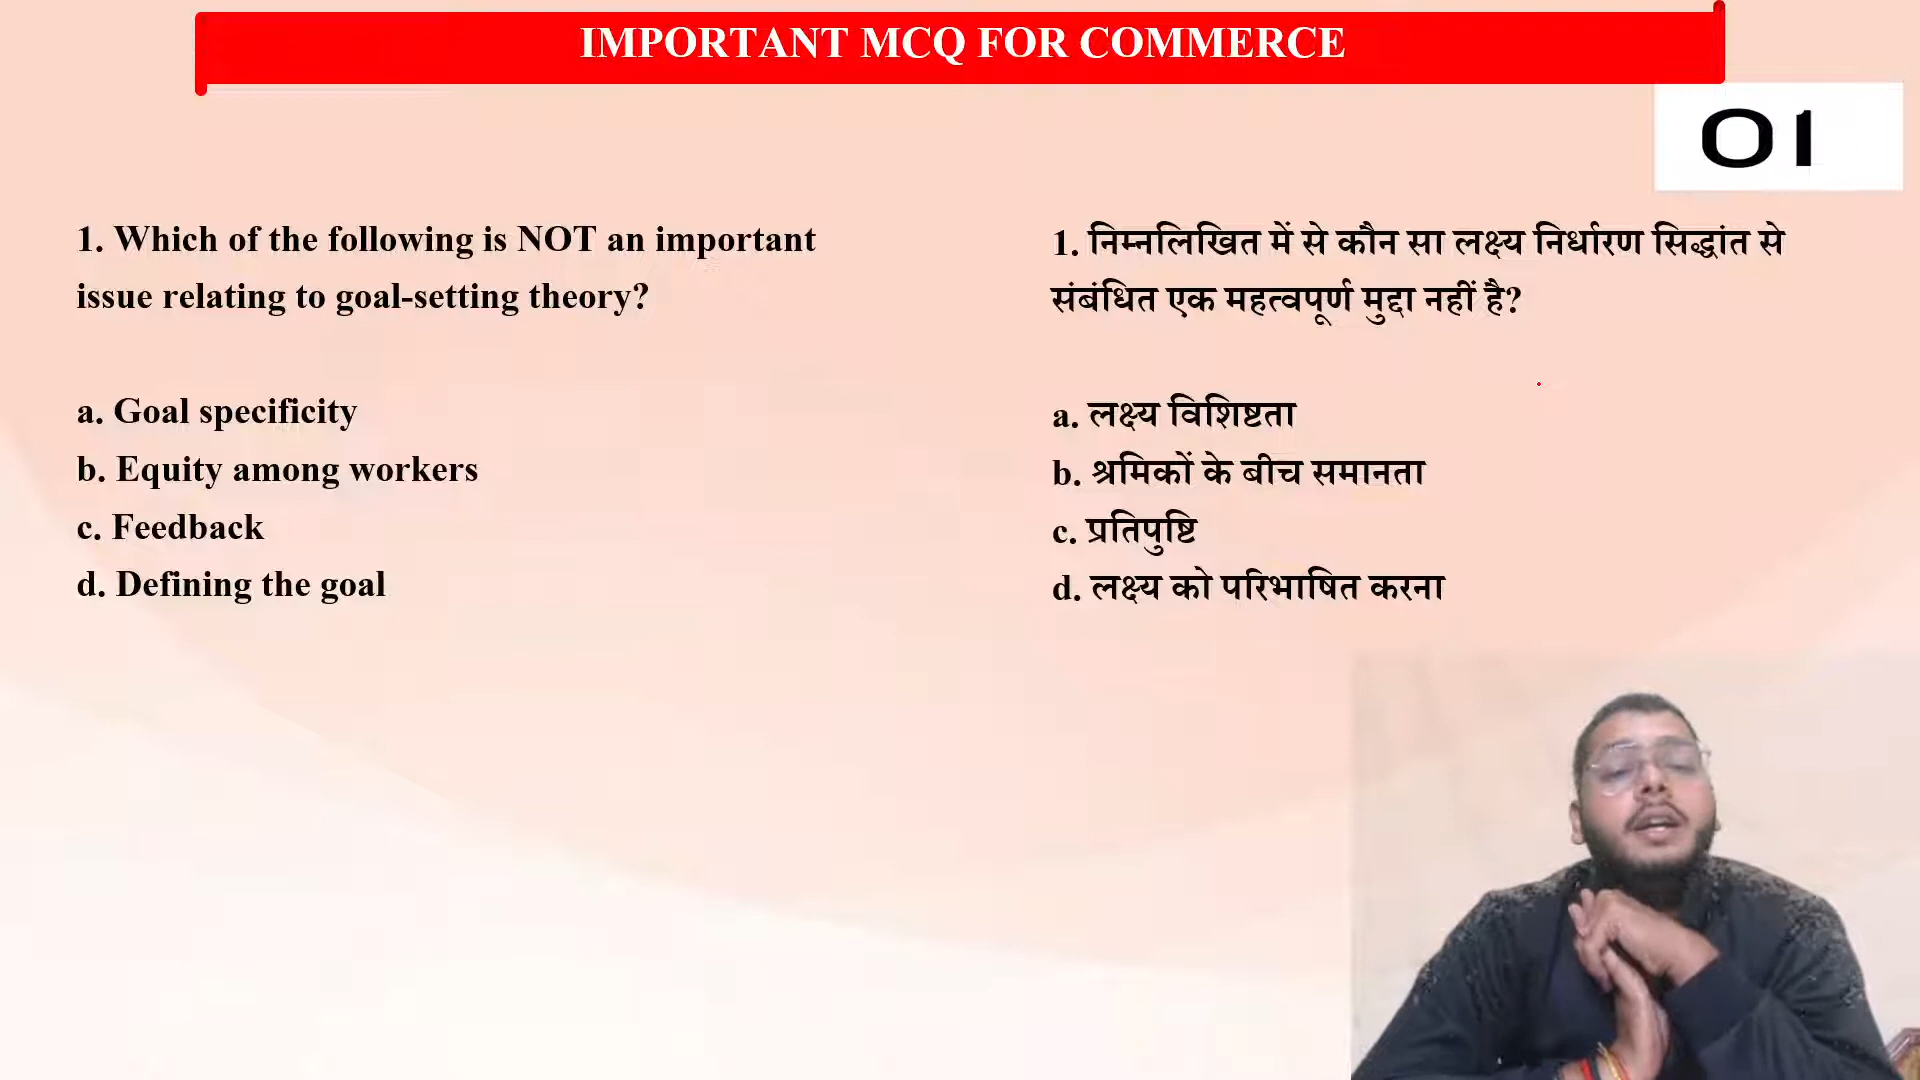 IMPORTANT MCQ FOR COMMERCE
01
1. Which of the following is NOT an important
issue relating to goal-setting theory?
a. Goal specificity
b. Equity among workers
c. Feedback
d. Defining the goal
1. निम्नलिखित में से कौन सा लक्ष्य निर्धारण सिद्धांत से
संबंधित एक महत्वपूर्ण मुद्दा नहीं है?
a. लक्ष्य विशिष्टता
b. श्रमिकों के बीच समानता
c. प्रतिपुष्टि
d. लक्ष्य को परिभाषित करना